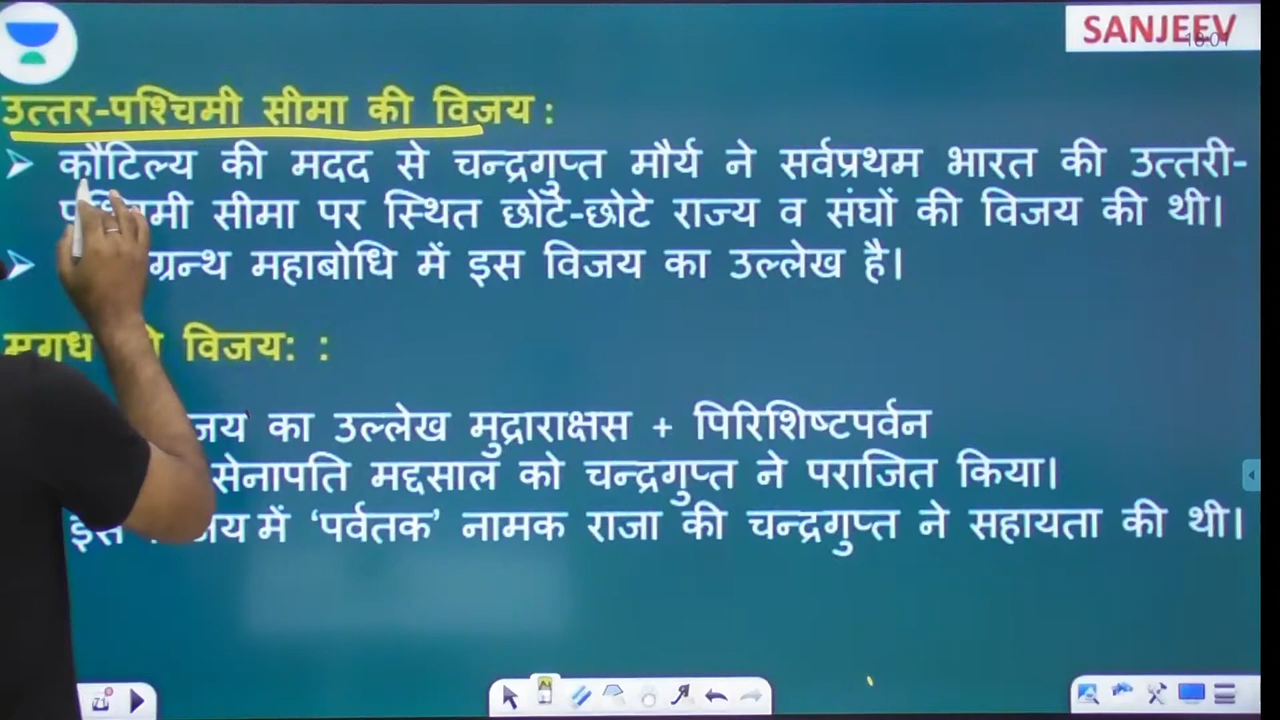 SANJEEV
उत्तर-पश्चिमी सीमा की विजय :
कौटिल्य की मदद से चन्द्रगुप्त मौर्य ने सर्वप्रथम भारत की उत्तरी-
सीमा पर स्थित छोटे-छोटे राज्य व संघों की विजय की थी।
ग्रन्थ महाबोधि में इस विजय का उल्लेख है।
मगध विजय: :
का उल्लेख मुद्राराक्षस + पिरिशिष्टपर्वन
सेनापति मद्दसाल को चन्द्रगुप्त ने पराजित किया।
में ‘पर्वतक’ नामक राजा की चन्द्रगुप्त ने सहायता की थी।